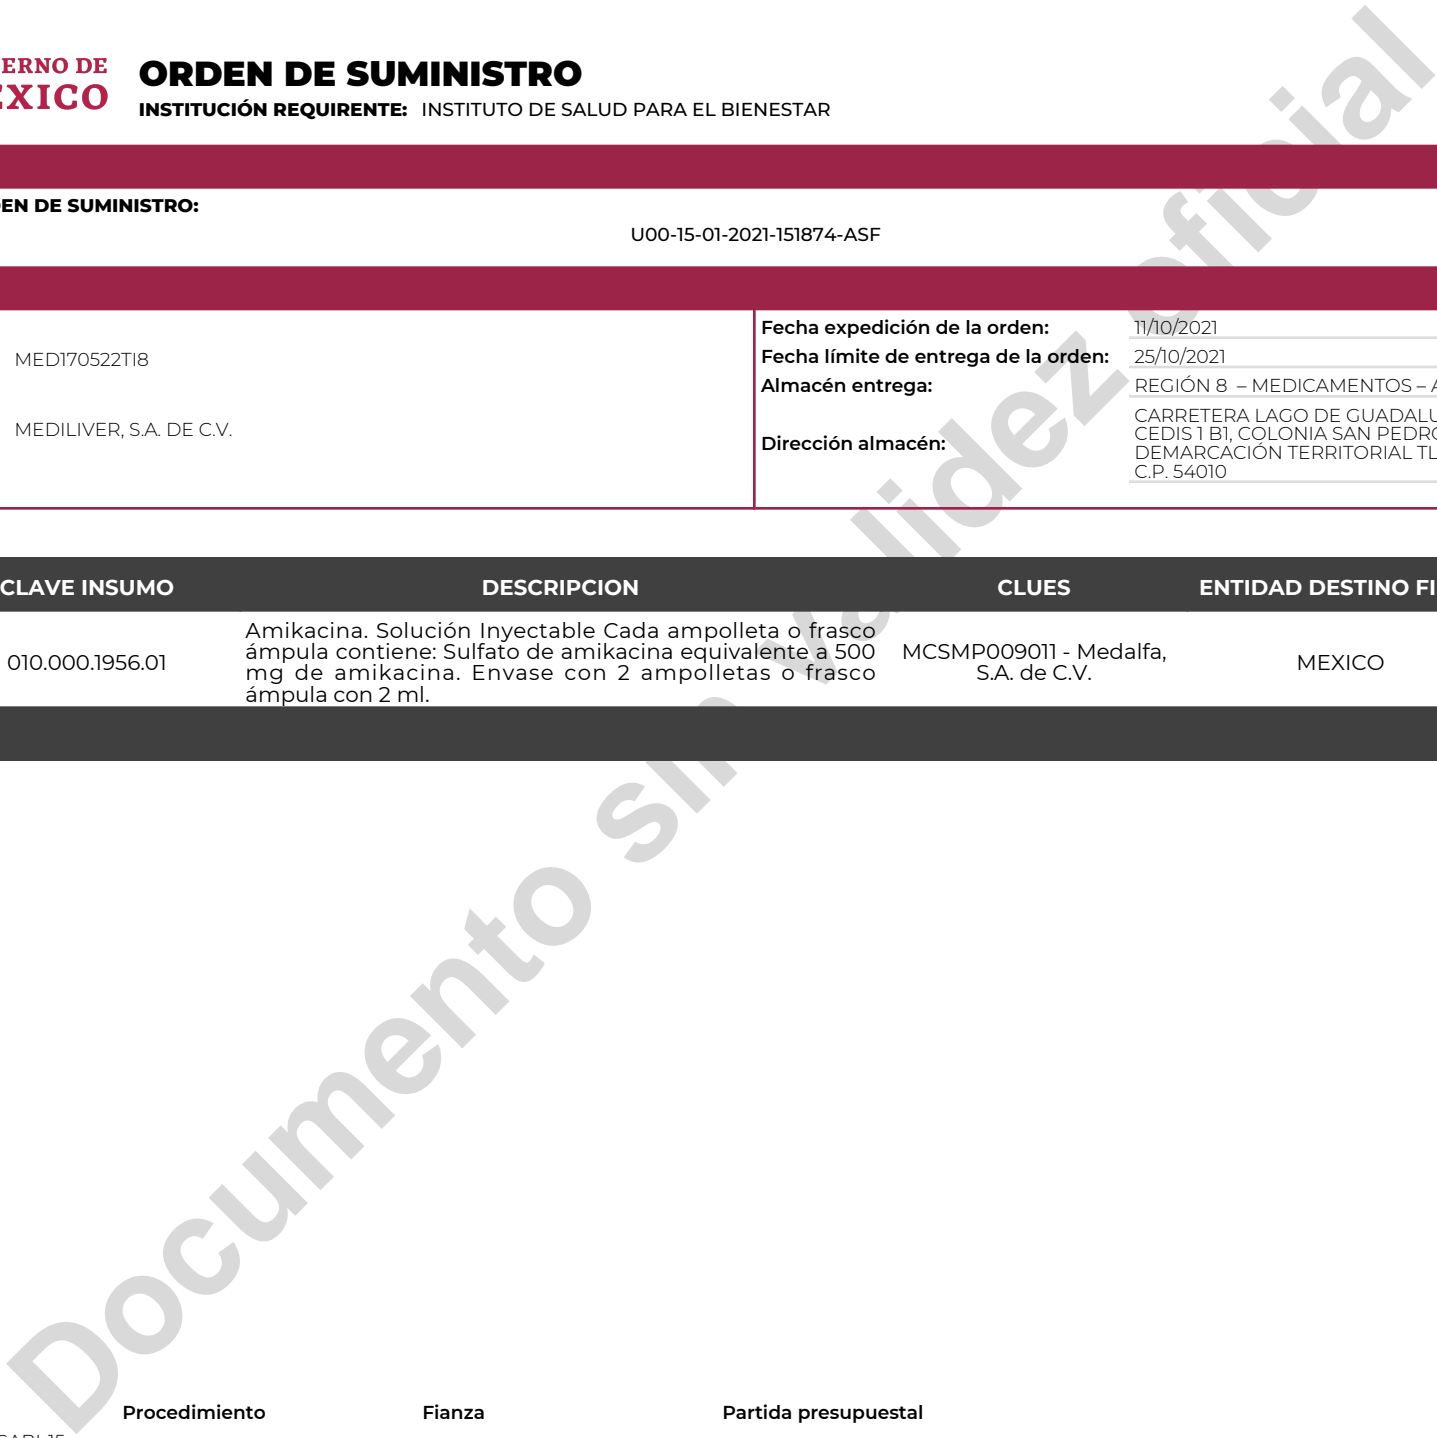 ERNO DE
EXICO
ORDEN DE SUMINISTRO
INSTITUCIÓN REQUIRENTE: INSTITUTO DE SALUD PARA EL BIENESTAR
EN DE SUMINISTRO:
U00-15-01-2021-151874-ASF
MED170522TI8
MEDILIVER, S.A. DE C.V.
Fecha expedición de la orden: 11/10/2021
Fecha límite de entrega de la orden: 25/10/2021
Almacén entrega: REGIÓN 8 – MEDICAMENTOS – A
Dirección almacén:
CARRETERA LAGO DE GUADALU
CEDIS 1 B1, COLONIA SAN PEDRO
DEMARCACIÓN TERRITORIAL TL
C.P. 54010
CLAVE INSUMO DESCRIPCION CLUES ENTIDAD DESTINO FI
010.000.1956.01
Amikacina. Solución Inyectable Cada ampolleta o frasco
ámpula contiene: Sulfato de amikacina equivalente a 500
mg de amikacina. Envase con 2 ampolletas o frasco
ámpula con 2 ml.
MCSMP009011 - Medalfa,
S.A. de C.V.
MEXICO
Documento sin validez oficial
Procedimiento Fianza Partida presupuestal